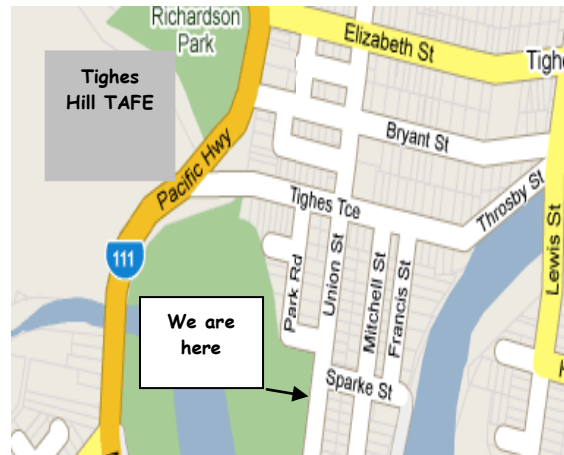 Richardson
Park
Elizabeth St
Tighes
Hill TAFE
Bryant St
Pacific Hwy
Tighes Tce
Throsby St
111
Park Rd
Union St
Mitchell St
Francis St
Lewis St
We are
here
Sparke St